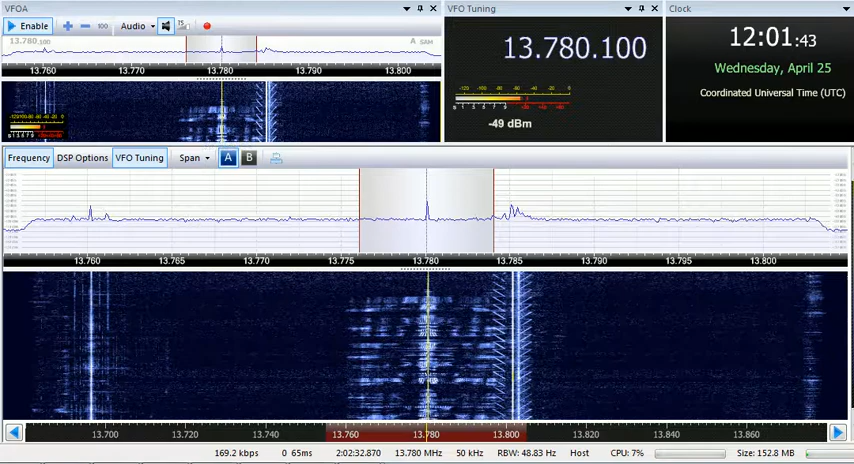 VFOA
VFO Tuning
Clock
Enable
100
Audio
13.780.100
A SAM
13.760 13.770 13.780 13.790 13.800
13.780.100
-49 dBm
12:01:43
Wednesday, April 25
Coordinated Universal Time (UTC)
Frequency DSP Options VFO Tuning Span A B
13.760 13.765 13.770 13.775 13.780 13.785 13.790 13.795 13.800
13.700 13.720 13.740 13.760 13.780 13.800 13.820 13.840 13.860
169.2 kbps 0 65ms 2:02:32.870 13.780 MHz 50 kHz RBW: 48.83 Hz Host CPU: 7% Size: 152.8 MB